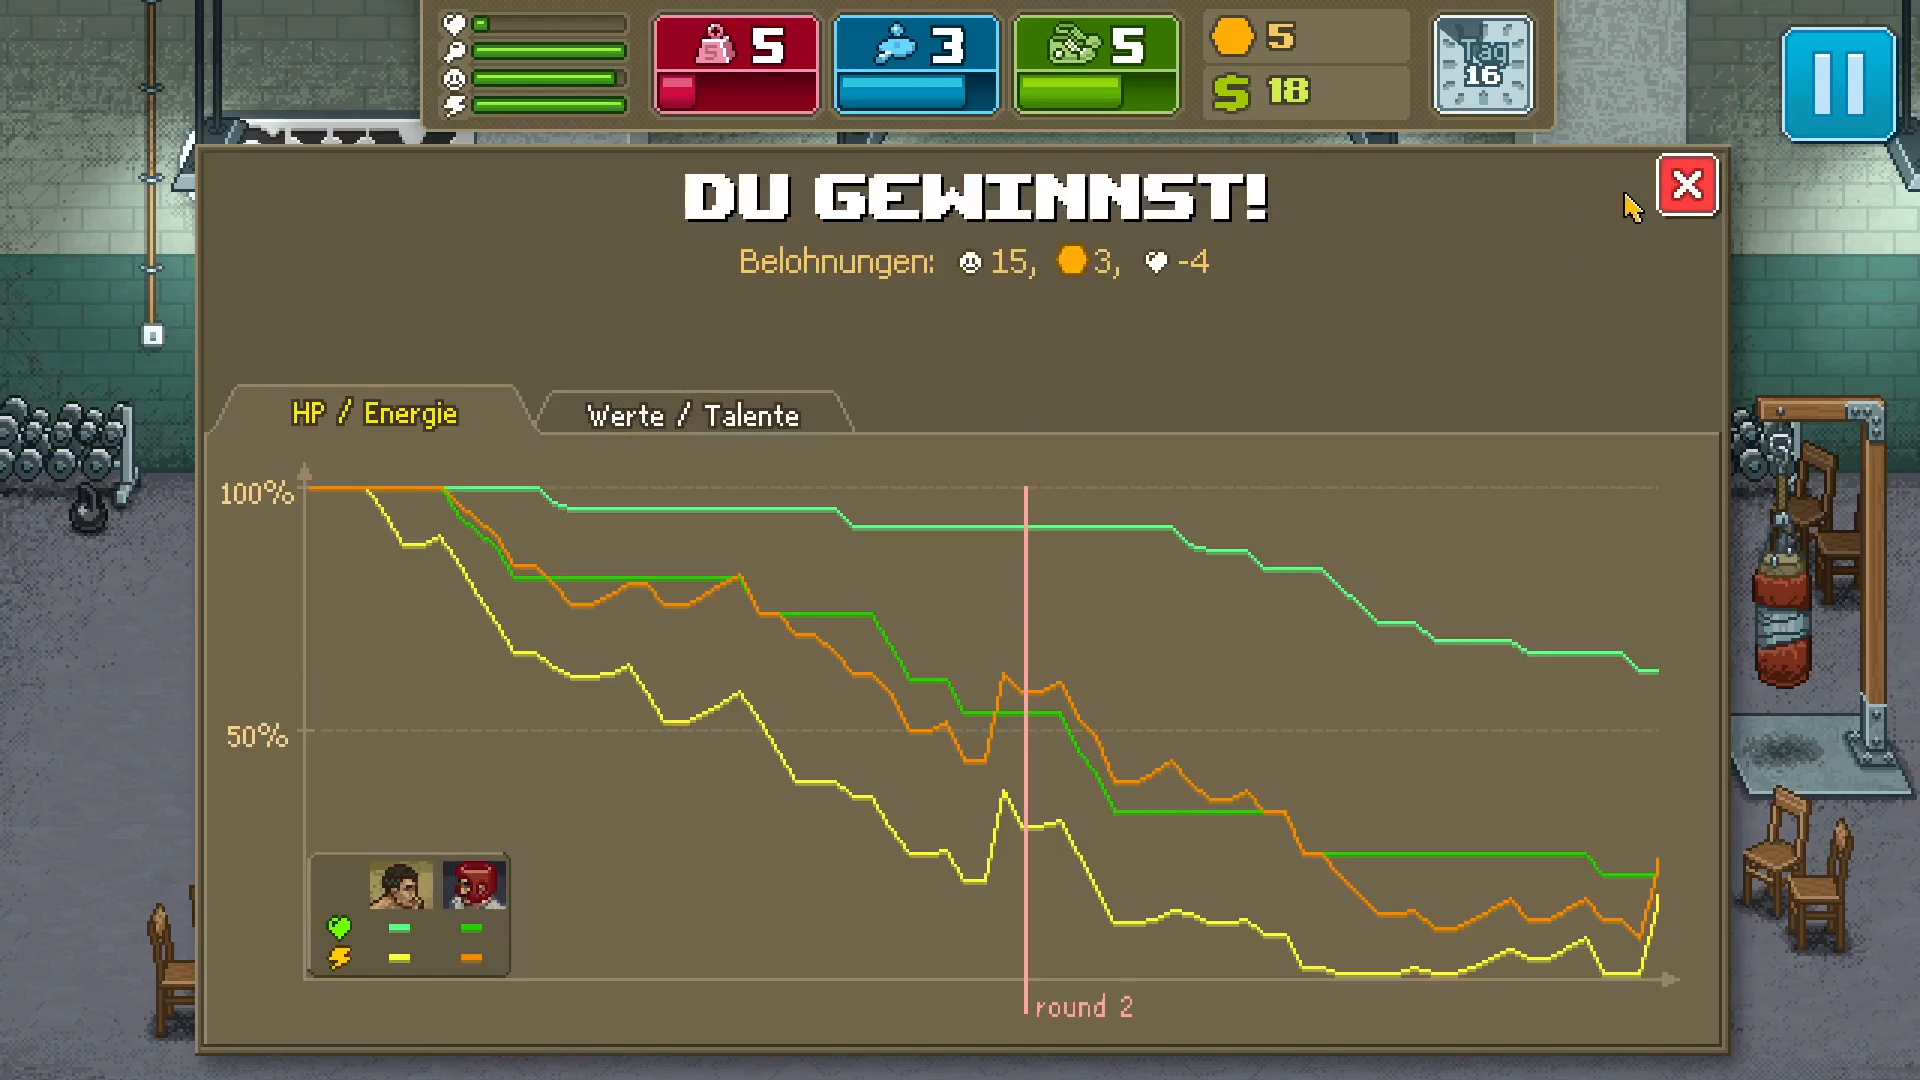 5
3
5
5
$ 18
Tag
16
DU GEWINNST!
Belohnungen: 15, 3, -4
HP / Energie
Werte / Talente
100%
50%
round 2